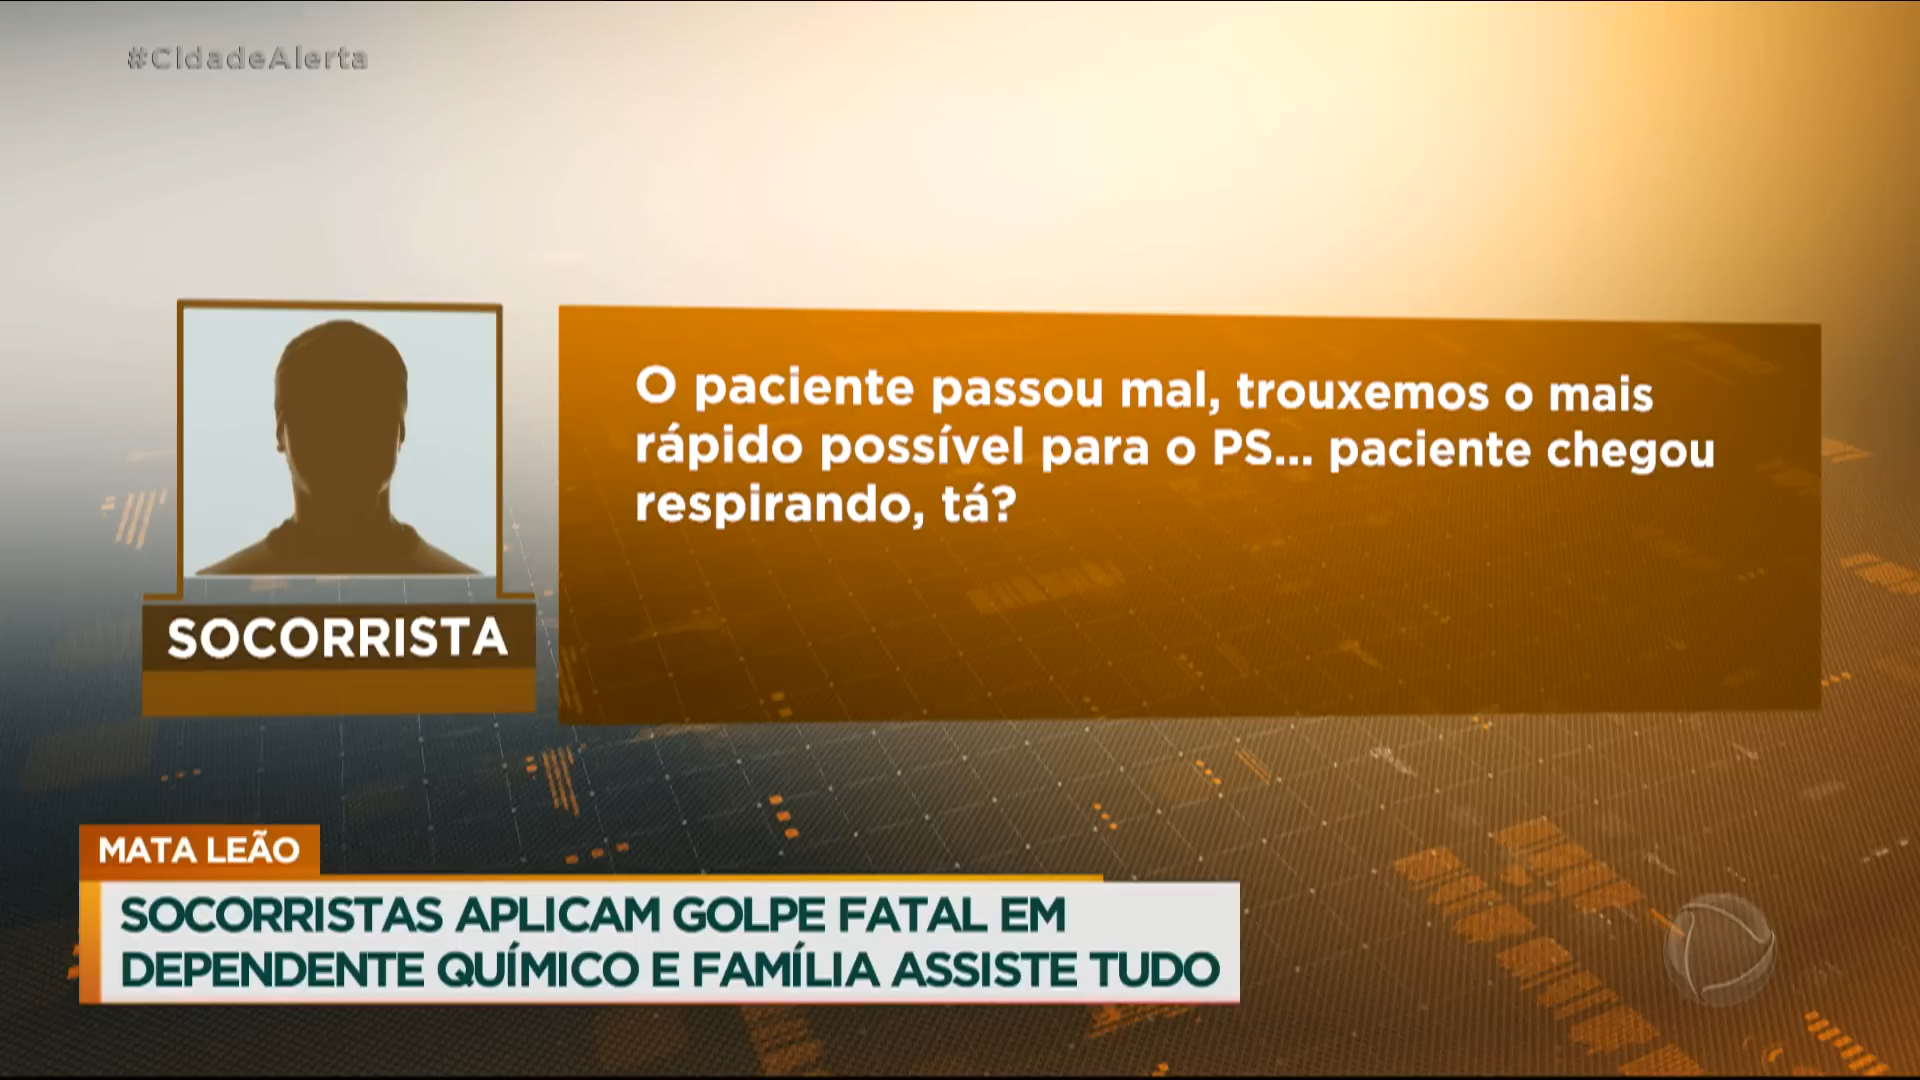 #CidadeAlerta
O paciente passou mal, trouxemos o mais
rápido possível para o PS... paciente chegou
respirando, tá?
SOCORRISTA
MATA LEÃO
SOCORRISTAS APLICAM GOLPE FATAL EM
DEPENDENTE QUÍMICO E FAMÍLIA ASSISTE TUDO